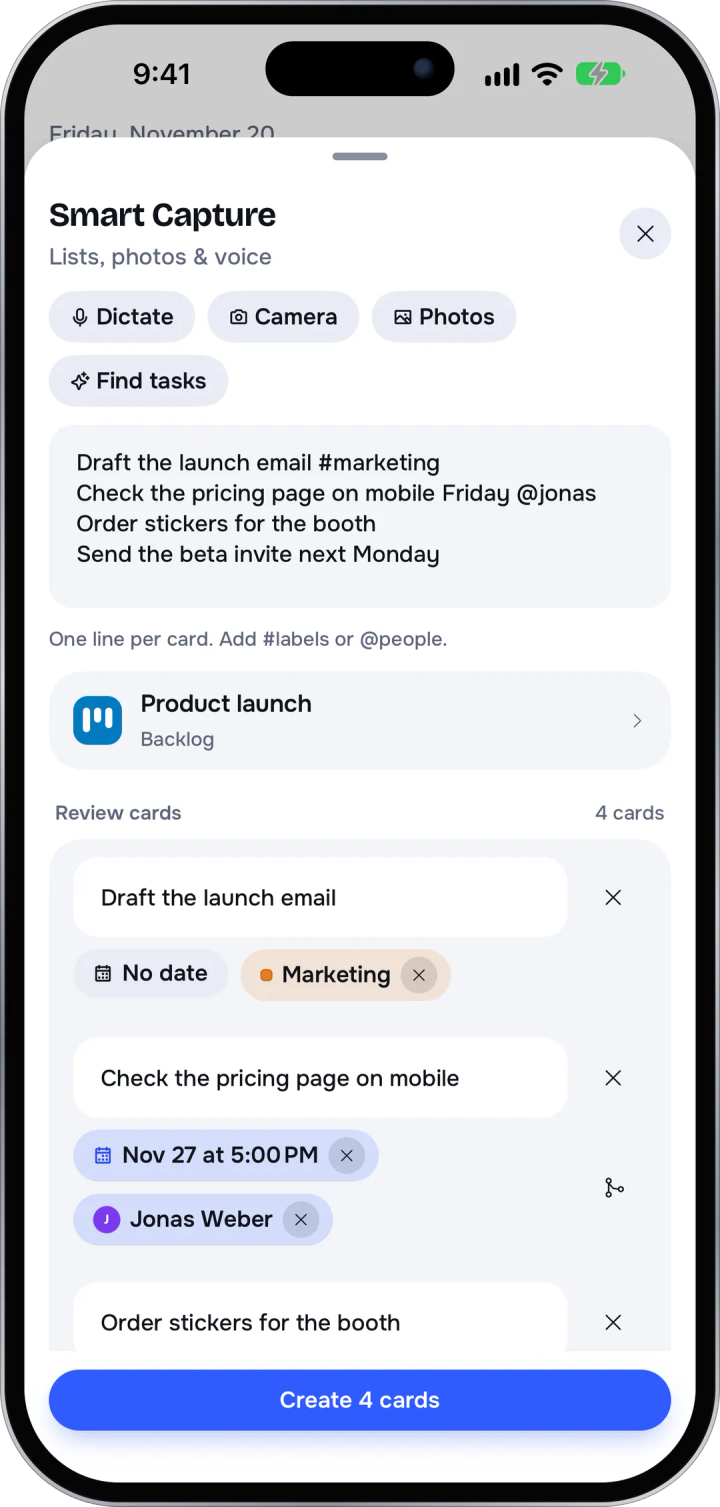 9:41
Friday, November 20
Smart Capture
Lists, photos & voice
Dictate
Camera
Photos
Find tasks
Draft the launch email #marketing
Check the pricing page on mobile Friday @jonas
Order stickers for the booth
Send the beta invite next Monday
One line per card. Add #labels or @people.
Product launch
Backlog
Review cards
4 cards
Draft the launch email
No date
Marketing
Check the pricing page on mobile
Nov 27 at 5:00 PM
J
Jonas Weber
Order stickers for the booth
Create 4 cards